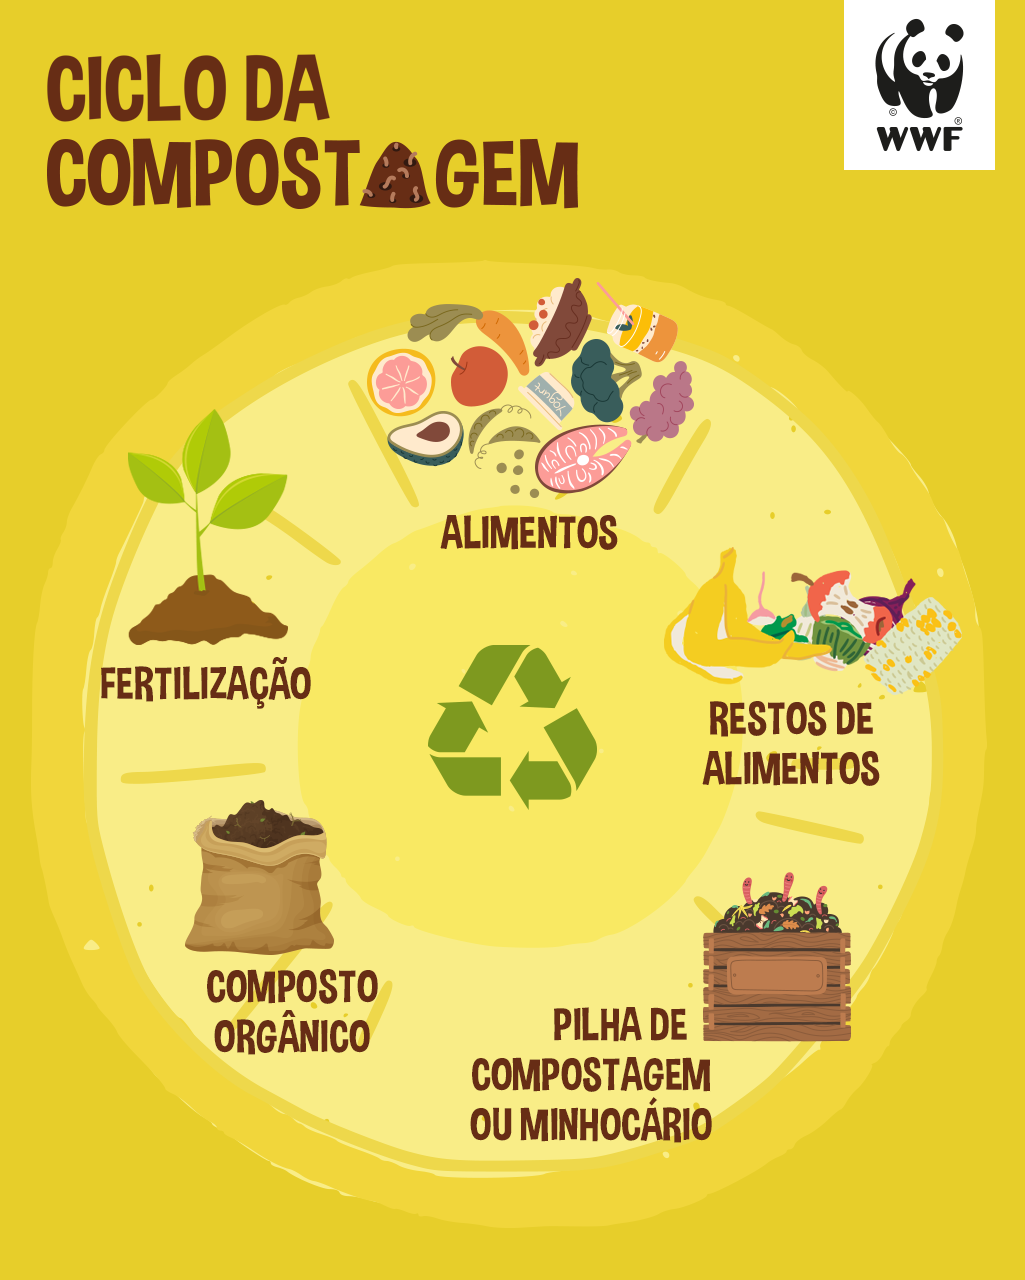 CICLO DA
COMPOSTAGEM
©
WWF®
ALIMENTOS
Yogurt
FERTILIZAÇÃO
RESTOS DE
ALIMENTOS
COMPOSTO
ORGÂNICO
PILHA DE
COMPOSTAGEM
OU MINHOCÁRIO